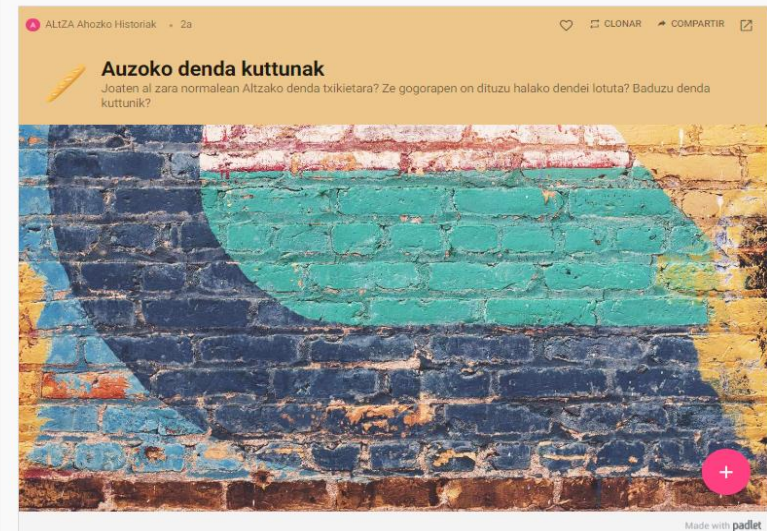 A ALtZA Ahozko Historiak • 2a
CLONAR COMPARTIR
Auzoko denda kuttunak
Joaten al zara normalean Altzako denda txikietara? Ze gogorapen on dituzu halako dendei lotuta? Baduzu denda
kuttunik?
+
Made with padlet